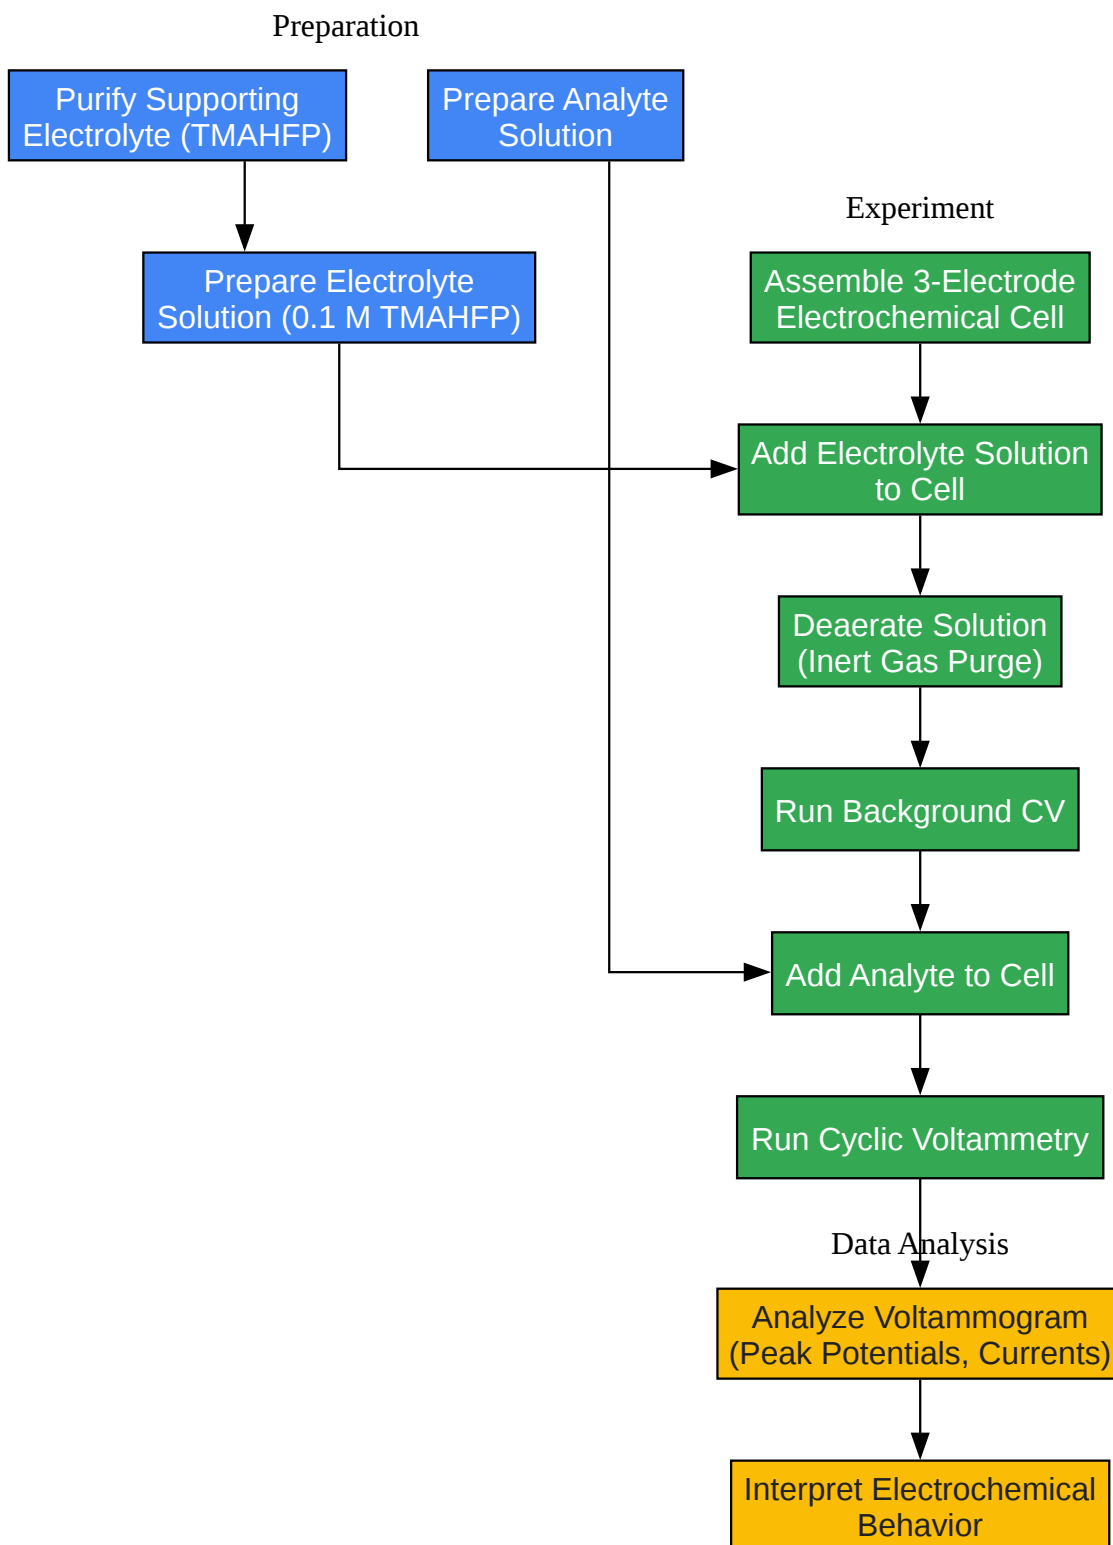 Preparation
Purify Supporting
Electrolyte (TMAHFP)
Prepare Analyte
Solution
Prepare Electrolyte
Solution (0.1 M TMAHFP)
Experiment
Assemble 3-Electrode
Electrochemical Cell
Add Electrolyte Solution
to Cell
Deaerate Solution
(Inert Gas Purge)
Run Background CV
Add Analyte to Cell
Run Cyclic Voltammetry
Data Analysis
Analyze Voltammogram
(Peak Potentials, Currents)
Interpret Electrochemical
Behavior